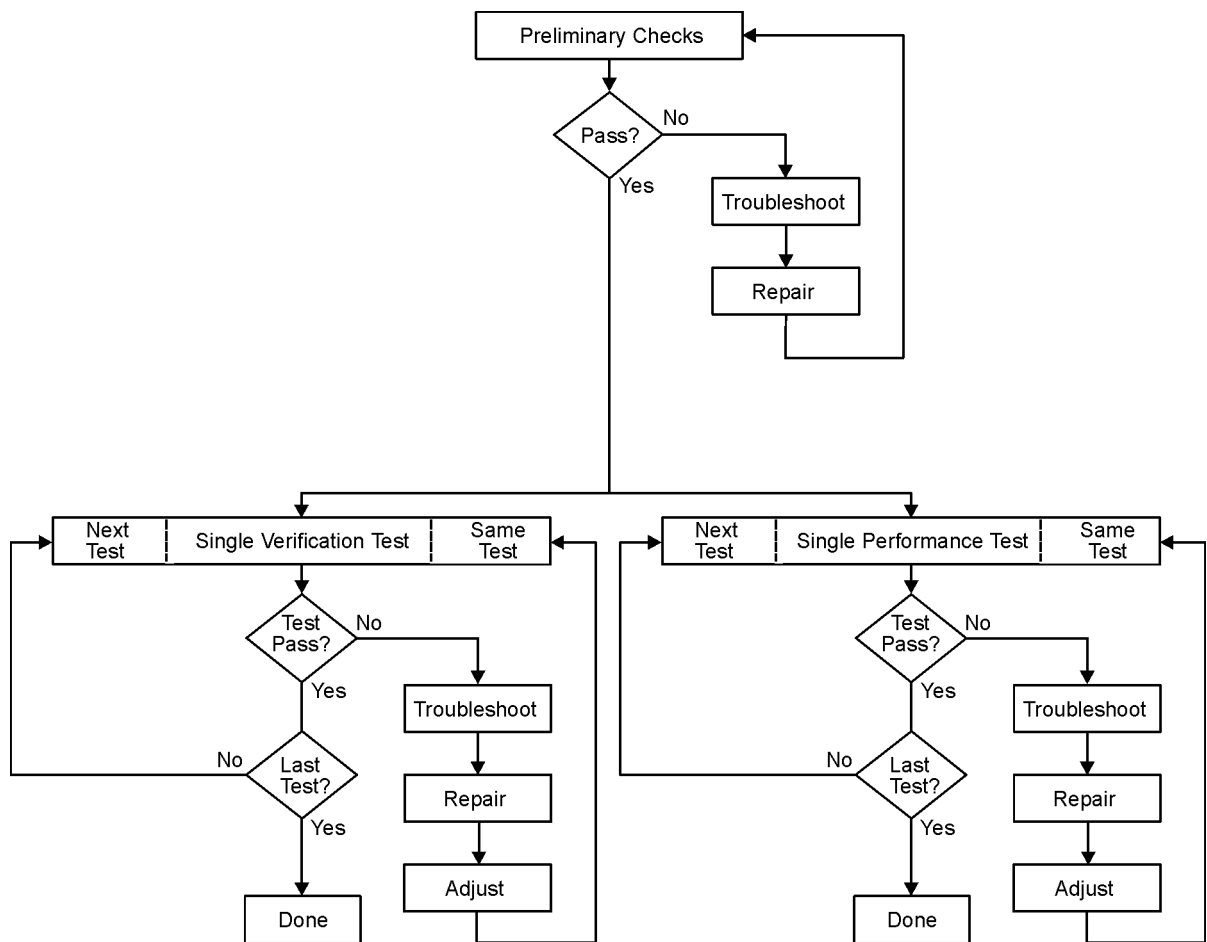 Preliminary Checks
No
Pass?
Yes
Troubleshoot
Repair
Next
Test
Single Verification Test
Same
Test
Test
Pass?
No
Yes
Troubleshoot
No
Last
Test?
Repair
Yes
Adjust
Done
Next
Test
Single Performance Test
Same
Test
Test
Pass?
No
Yes
Troubleshoot
No
Last
Test?
Repair
Yes
Adjust
Done